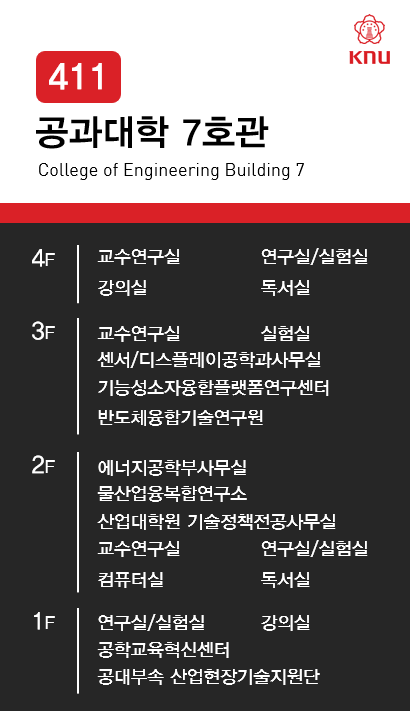 KNU
411
공과대학 7호관
College of Engineering Building 7
4F 교수연구실 연구실/실험실
강의실 독서실
3F 교수연구실 실험실
센서/디스플레이공학과사무실
기능성소자융합플랫폼연구센터
반도체융합기술연구원
2F 에너지공학부사무실
물산업융복합연구소
산업대학원 기술정책전공사무실
교수연구실 연구실/실험실
컴퓨터실 독서실
1F 연구실/실험실 강의실
공학교육혁신센터
공대부속 산업현장기술지원단